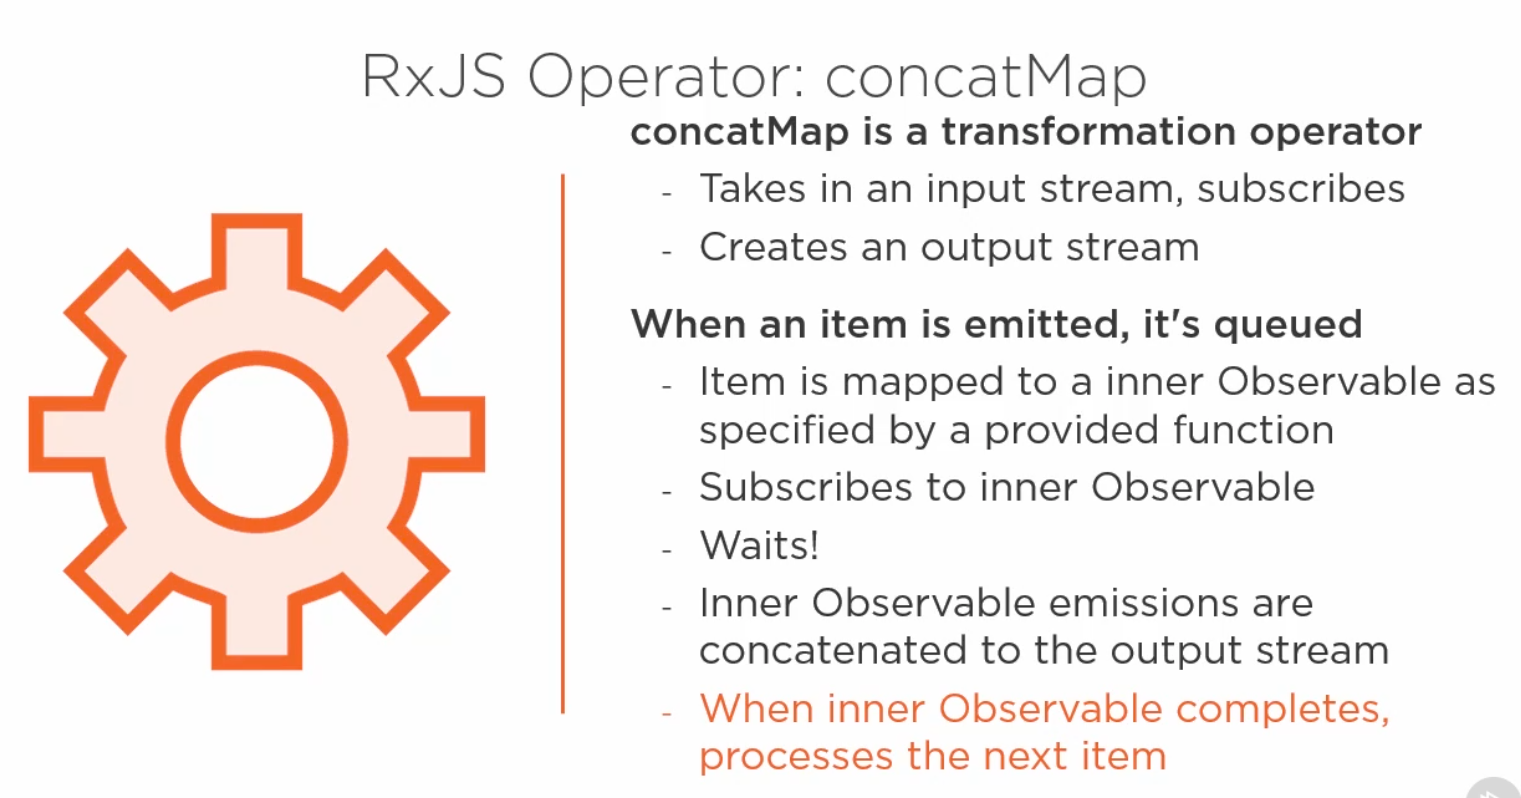 RxJS Operator: concatMap
concatMap is a transformation operator
- Takes in an input stream, subscribes
- Creates an output stream
When an item is emitted, it's queued
- Item is mapped to a inner Observable as
specified by a provided function
- Subscribes to inner Observable
- Waits!
- Inner Observable emissions are
concatenated to the output stream
- When inner Observable completes,
processes the next item